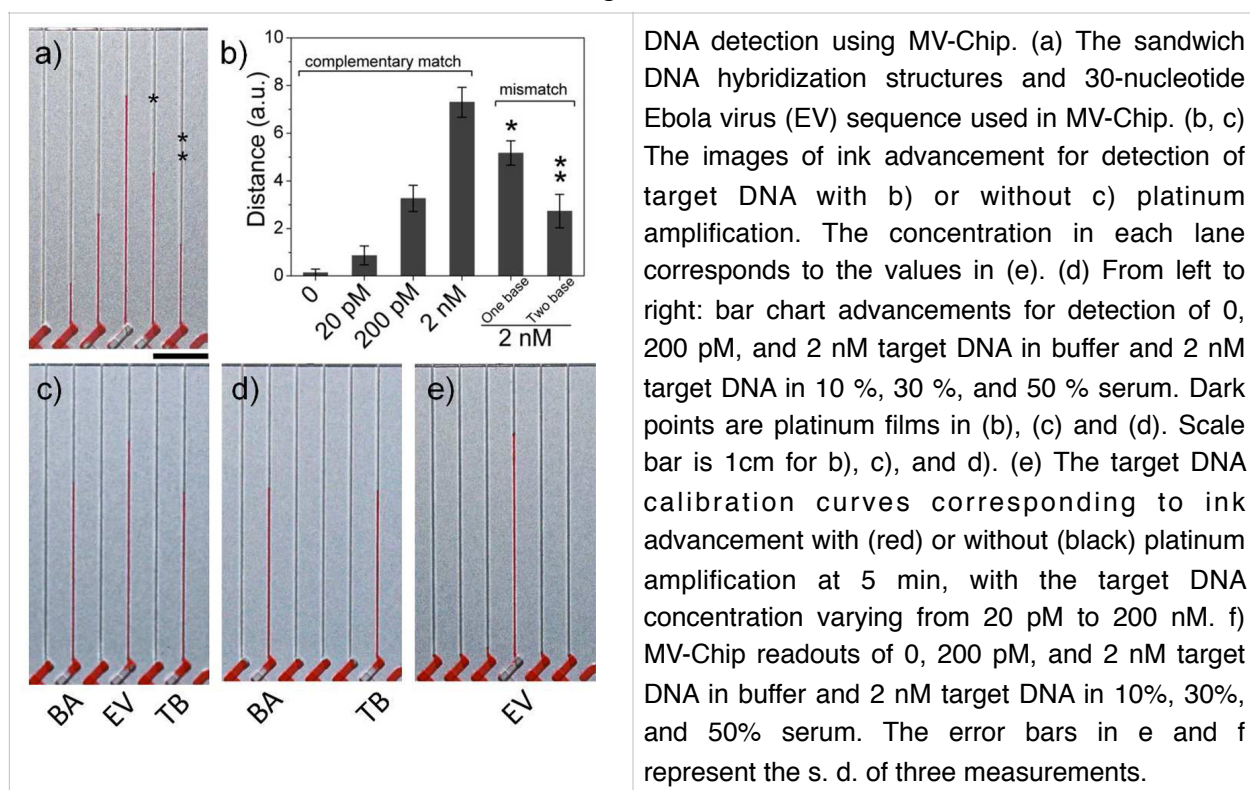 a)
*
*
*
b)
Distance (a.u.)
10
8
6
4
2
0
complementary match
mismatch
*
*
*
0
20 pM
200 pM
2 nM
One base
Two base
2 nM
c)
BA
EV
TB
d)
BA
TB
e)
EV
DNA detection using MV-Chip. (a) The sandwich
DNA hybridization structures and 30-nucleotide
Ebola virus (EV) sequence used in MV-Chip. (b, c)
The images of ink advancement for detection of
target DNA with b) or without c) platinum
amplification. The concentration in each lane
corresponds to the values in (e). (d) From left to
right: bar chart advancements for detection of 0,
200 pM, and 2 nM target DNA in buffer and 2 nM
target DNA in 10 %, 30 %, and 50 % serum. Dark
points are platinum films in (b), (c) and (d). Scale
bar is 1cm for b), c), and d). (e) The target DNA
calibration curves corresponding to ink
advancement with (red) or without (black) platinum
amplification at 5 min, with the target DNA
concentration varying from 20 pM to 200 nM. f)
MV-Chip readouts of 0, 200 pM, and 2 nM target
DNA in buffer and 2 nM target DNA in 10%, 30%,
and 50% serum. The error bars in e and f
represent the s. d. of three measurements.